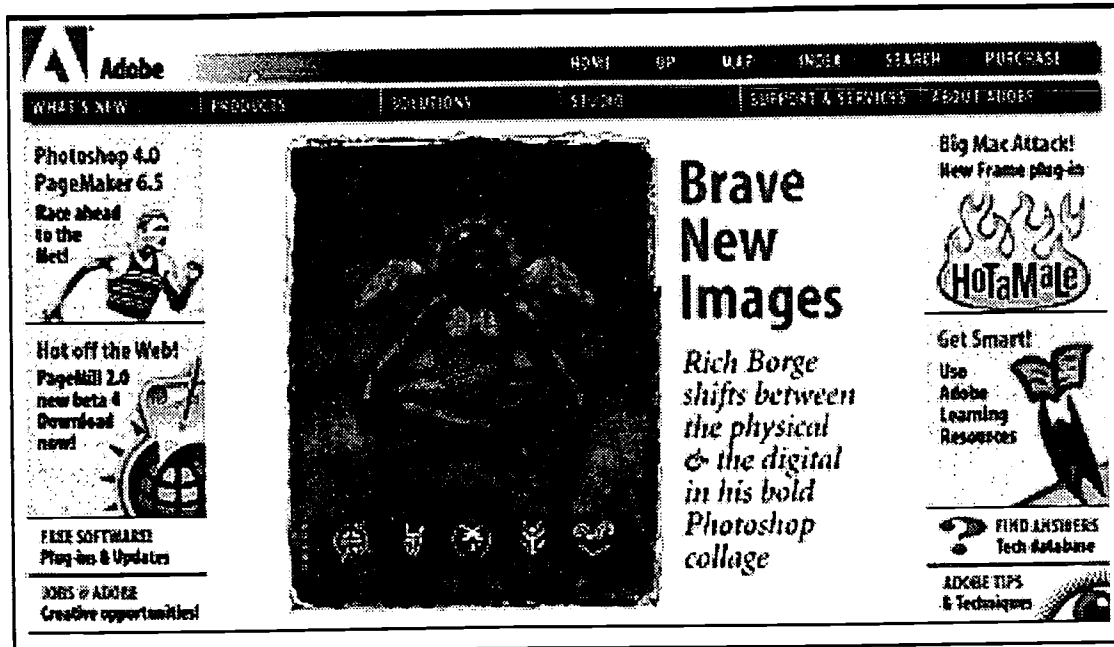 Adobe
HOME UP MAP INDEX SEARCH PURCHASE
WHAT'S NEW PRODUCTS SOLUTIONS STUDIO SUPPORT & SERVICES ABOUT ADOBE
Photoshop 4.0
PageMaker 6.5
Race ahead
to the
Net!
Hot off the Web!
PageMill 2.0
new beta 4
Download
now!
FREE SOFTWARE!
Plug-ins & Updates
JOBS @ ADOBE
Creative opportunities!
Brave
New
Images
Rich Borge
shifts between
the physical
& the digital
in his bold
Photoshop
collage
Big Mac Attack!
New Frame plug-in
HoTaMaLe
Get Smart!
Use
Adobe
Learning
Resources
FIND ANSWERS
Tech database
ADOBE TIPS
& Techniques